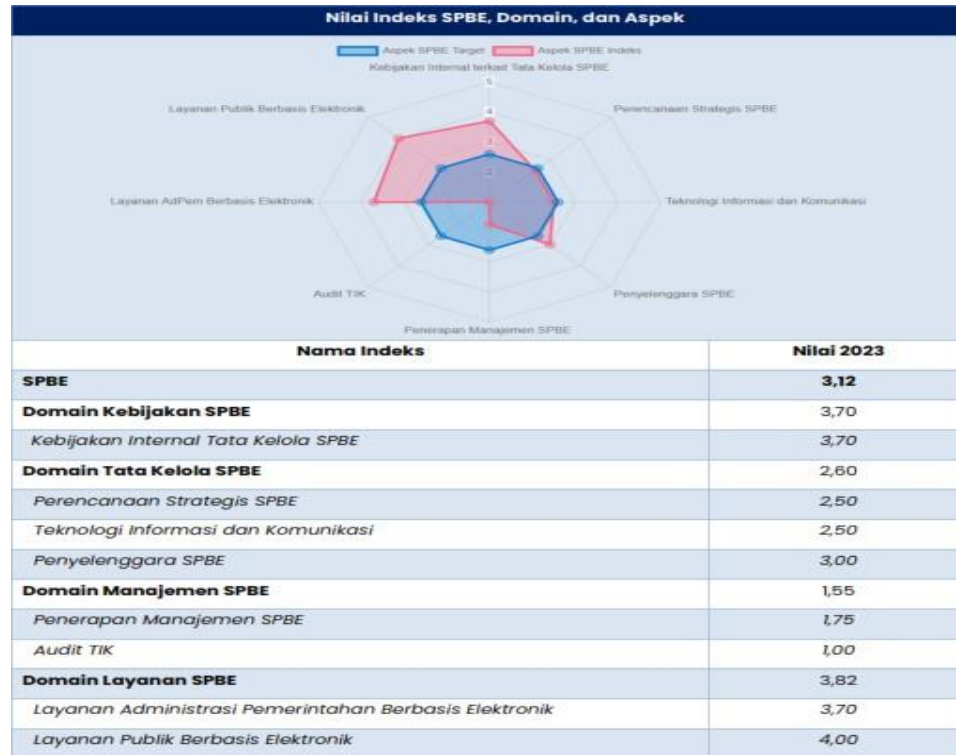 Nilai Indeks SPBE, Domain, dan Aspek
Aspek SPBE Target Aspek SPBE Indeks
Kebijakan Internal terkait Tata Kelola SPBE
5
Layanan Publik Berbasis Elektronik
4
Perencanaan Strategis SPBE
3
2
Layanan AdPem Berbasis Elektronik
Teknologi Informasi dan Komunikasi
Audit TIK
Penyelenggara SPBE
Penerapan Manajemen SPBE
Nama Indeks Nilai 2023
SPBE 3,12
Domain Kebijakan SPBE 3,70
Kebijakan Internal Tata Kelola SPBE 3,70
Domain Tata Kelola SPBE 2,60
Perencanaan Strategis SPBE 2,50
Teknologi Informasi dan Komunikasi 2,50
Penyelenggara SPBE 3,00
Domain Manajemen SPBE 1,55
Penerapan Manajemen SPBE 1,75
Audit TIK 1,00
Domain Layanan SPBE 3,82
Layanan Administrasi Pemerintahan Berbasis Elektronik 3,70
Layanan Publik Berbasis Elektronik 4,00